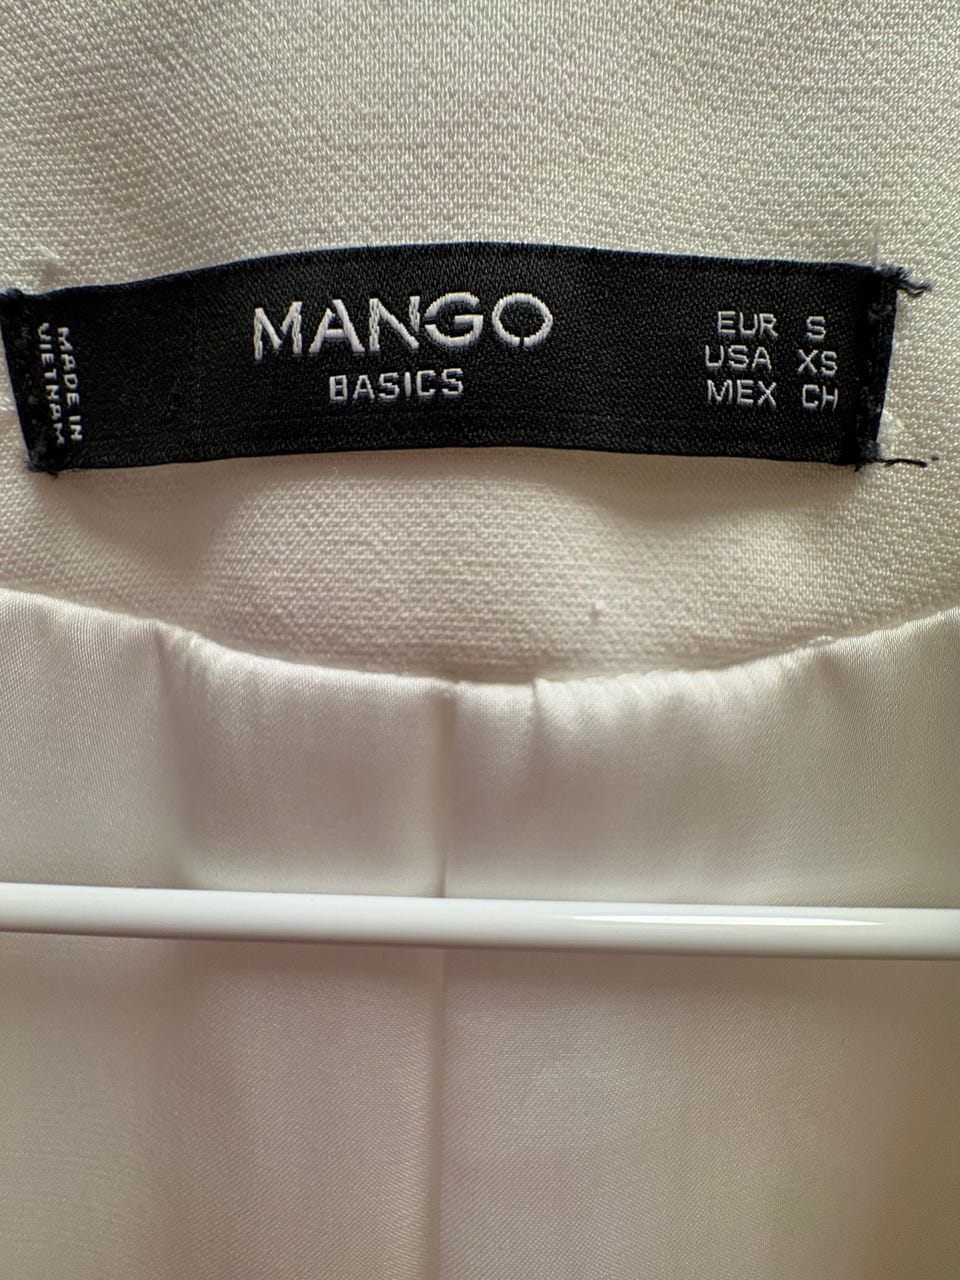 MADE IN
VIETNAM
MANGO
BASICS
EUR S
USA XS
MEX CH